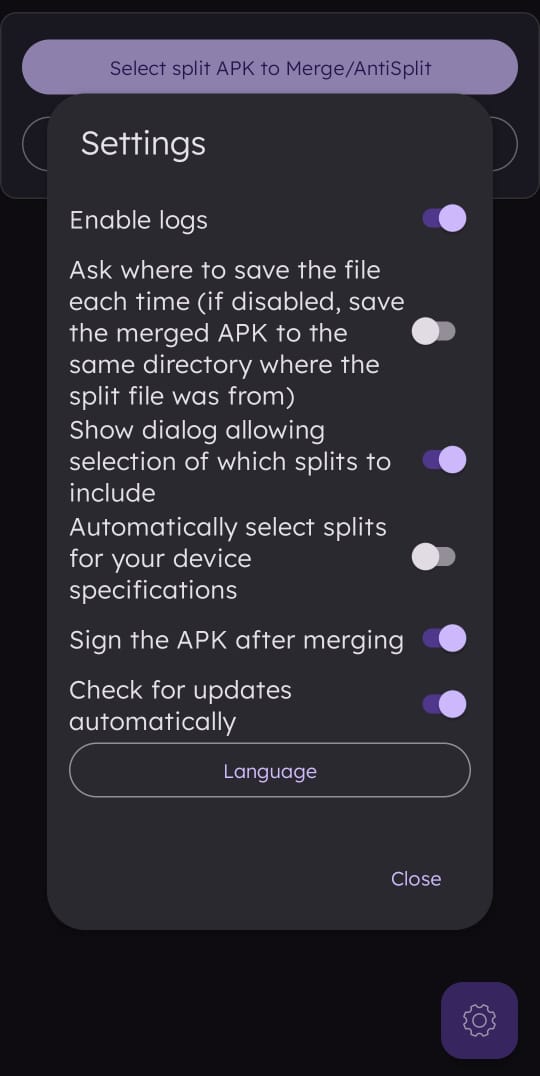 Select split APK to Merge/AntiSplit
Settings
Enable logs
Ask where to save the file
each time (if disabled, save
the merged APK to the
same directory where the
split file was from)
Show dialog allowing
selection of which splits to
include
Automatically select splits
for your device
specifications
Sign the APK after merging
Check for updates
automatically
Language
Close